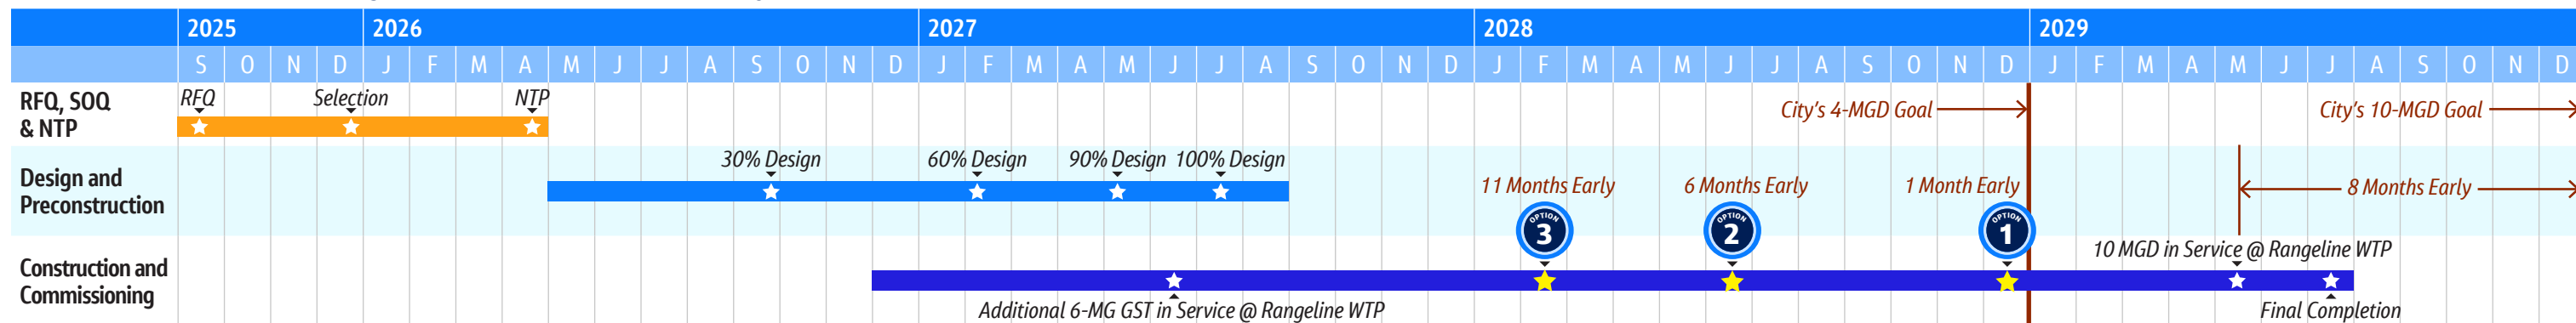 2025 2026 2027 2028 2029
S O N D J F M A M J J A S O N D J F M A M J J A S O N D J F M A M J J A S O N D J F M A M J J A S O N D
RFQ, SOQ
& NTP
RFQ Selection NTP
City's 4-MGD Goal City's 10-MGD Goal
Design and
Preconstruction
30% Design 60% Design 90% Design 100% Design
11 Months Early 6 Months Early 1 Month Early 8 Months Early
OPTION
3
OPTION
2
OPTION
1
Construction and
Commissioning
10 MGD in Service @ Rangeline WTP
Additional 6-MG GST in Service @ Rangeline WTP
Final Completion